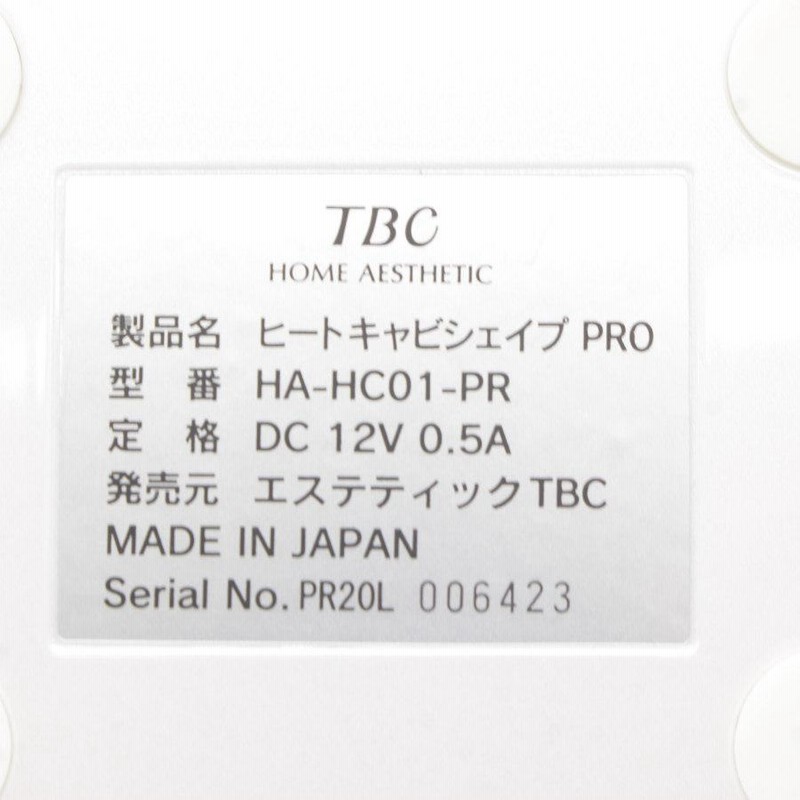 TBC
HOME AESTHETIC
製品名 ヒートキャビシェイプ PRO
型 番 HA-HC01-PR
定 格 DC 12V 0.5A
発売元 エステティックTBC
MADE IN JAPAN
Serial No. PR20L 006423